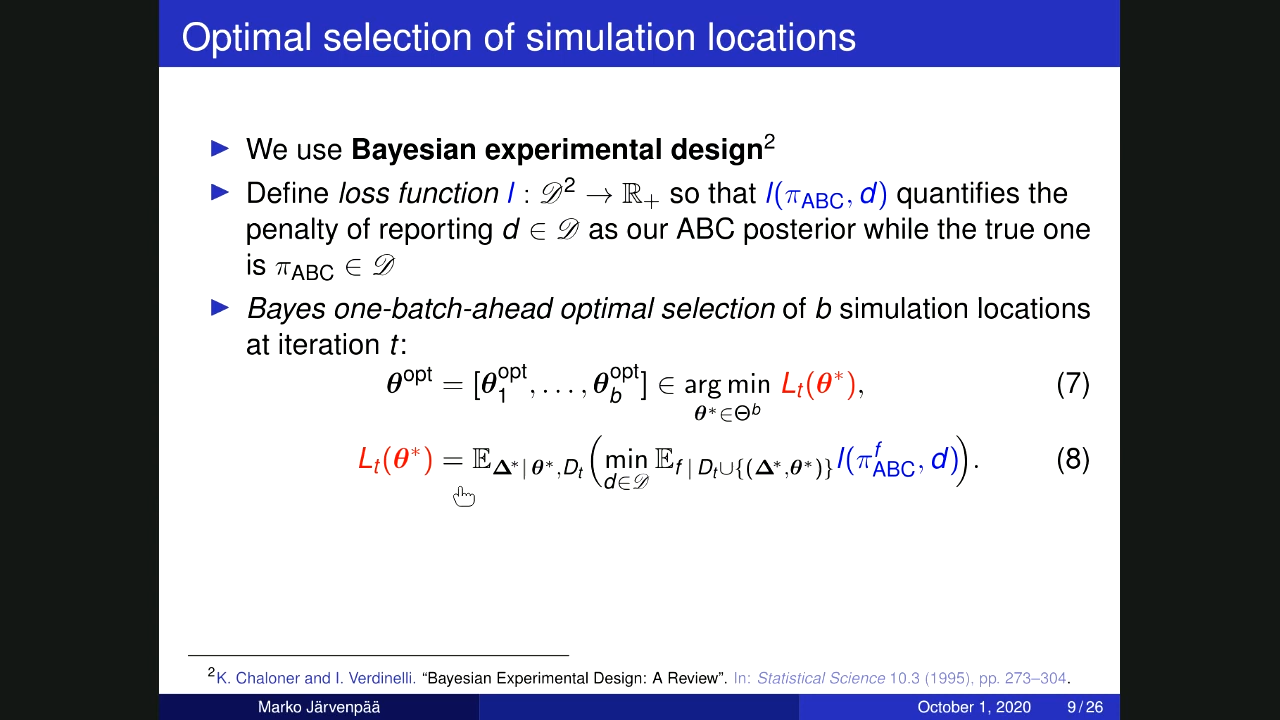 Optimal selection of simulation locations
▶ We use Bayesian experimental design²
▶ Define loss function l : 𝒟² → ℝ₊ so that l(π_ABC, d) quantifies the
penalty of reporting d ∈ 𝒟 as our ABC posterior while the true one
is π_ABC ∈ 𝒟
▶ Bayes one-batch-ahead optimal selection of b simulation locations
at iteration t:
θ^opt = [θ_1^opt, . . . , θ_b^opt] ∈ arg min_{θ*∈Θ^b} L_t(θ*), (7)
L_t(θ*) = 𝔼_{Δ* | θ*,D_t} ( min_{d∈𝒟} 𝔼_{f | D_t∪{(Δ*,θ*)}} l(π^f_ABC, d) ). (8)
²K. Chaloner and I. Verdinelli. “Bayesian Experimental Design: A Review”. In: Statistical Science 10.3 (1995), pp. 273–304.
Marko Järvenpää October 1, 2020 9 / 26